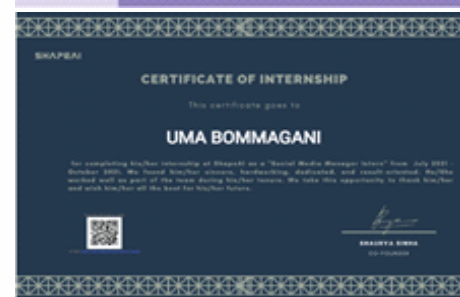 SHAPEAI
CERTIFICATE OF INTERNSHIP
This certificate goes to
UMA BOMMAGANI
for completing his/her internship at ShapeAI as a "Social Media Manager Intern" from July 2021 -
October 2021. We found him/her sincere, hardworking, dedicated, and result-oriented. He/She
worked well as part of the team during his/her tenure. We take this opportunity to thank him/her
and wish him/her all the best for his/her future.
SHAURYA SINHA
CO-FOUNDER